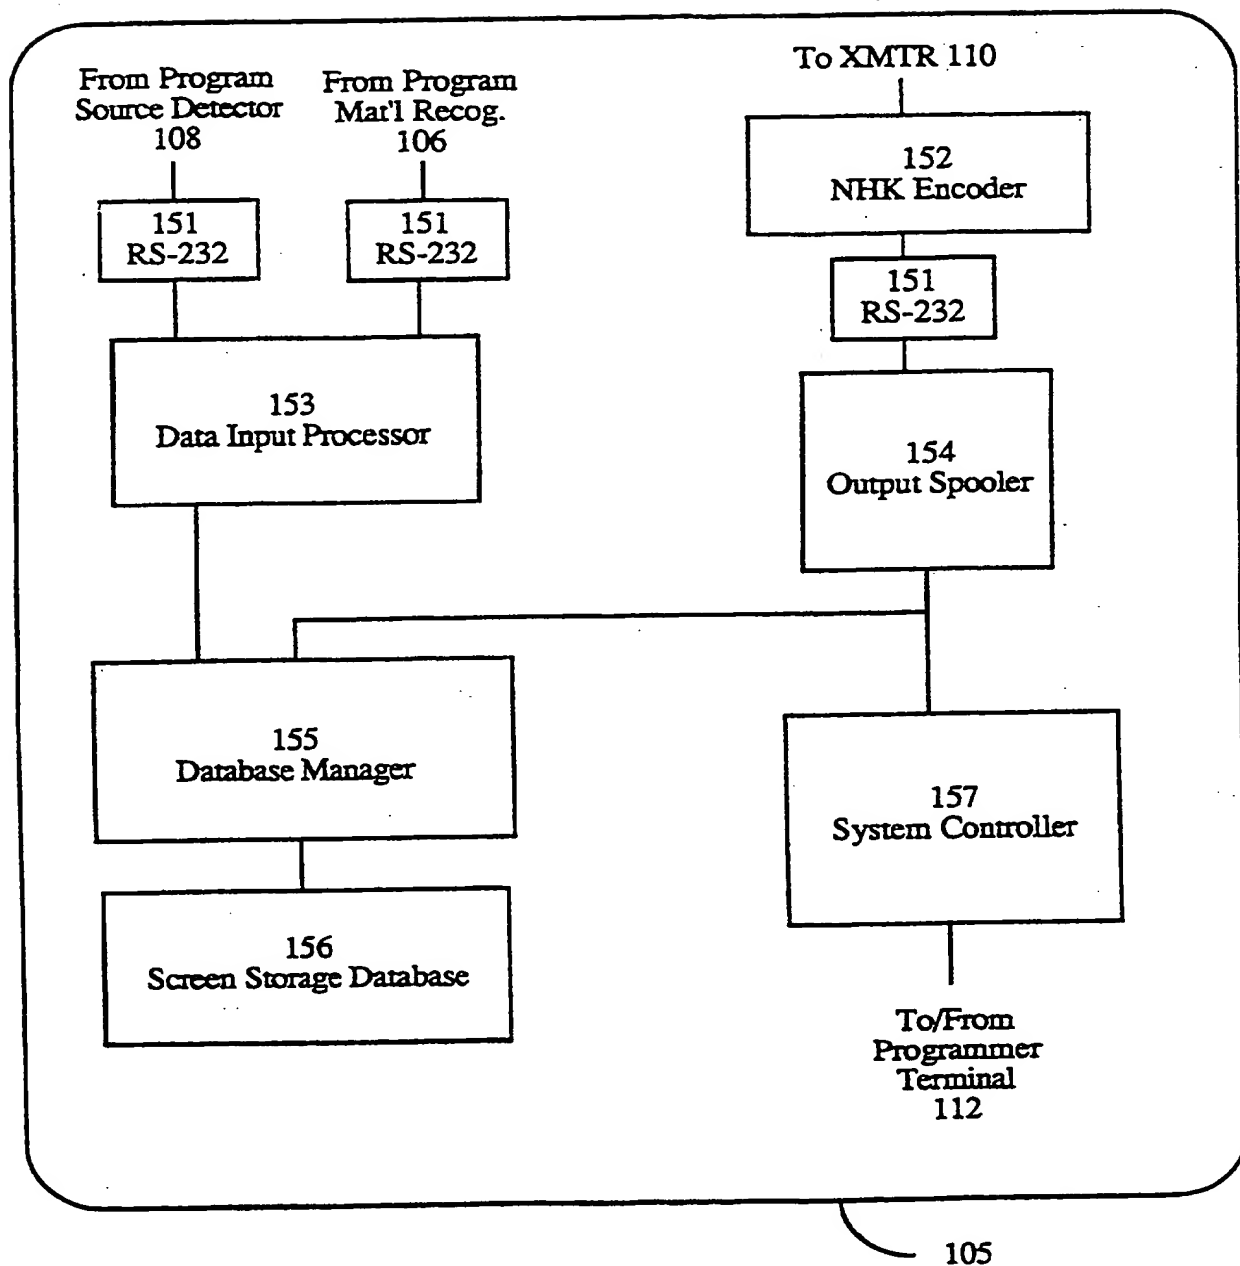 From Program
Source Detector
108
From Program
Mat'l Recog.
106
To XMTR 110
152
NHK Encoder
151
RS-232
151
RS-232
151
RS-232
153
Data Input Processor
154
Output Spooler
155
Database Manager
157
System Controller
156
Screen Storage Database
To/From
Programmer
Terminal
112
105